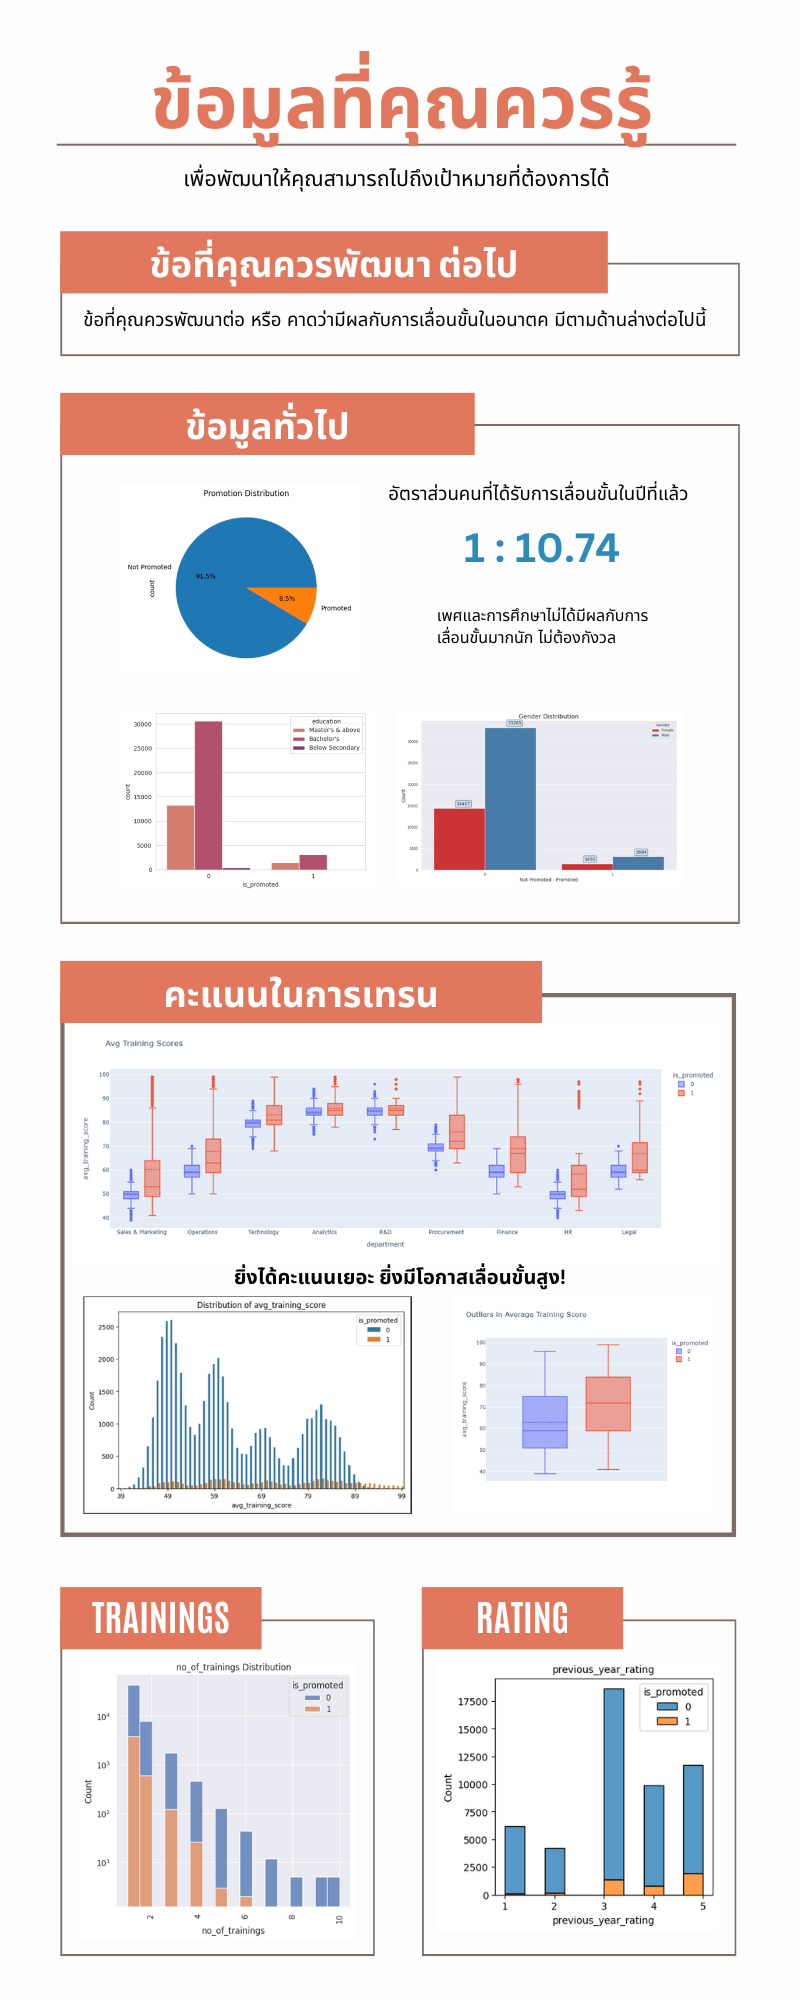 ข้อมูลที่คุณควรรู้
เพื่อพัฒนาให้คุณสามารถไปถึงเป้าหมายที่ต้องการได้
ข้อที่คุณควรพัฒนา ต่อไป
ข้อที่คุณควรพัฒนาต่อ หรือ คาดว่ามีผลกับการเลื่อนขั้นในอนาตค มีตามด้านล่างต่อไปนี้
ข้อมูลทั่วไป
Promotion Distribution
Not Promoted
91.5%
8.5%
Promoted
count
อัตราส่วนคนที่ได้รับการเลื่อนขั้นในปีที่แล้ว
1 : 10.74
เพศและการศึกษาไม่ได้มีผลกับการ
เลื่อนขั้นมากนัก ไม่ต้องกังวล
education
Master's & above
Bachelor's
Below Secondary
30000
25000
20000
15000
10000
5000
0
count
0 1
is_promoted
Gender Distribution
Gender
Female
Male
30000
25000
20000
15000
10000
5000
0
Count
14417
1450
0 1
Not Promoted - Promoted
คะแนนในการเทรน
Avg Training Scores
is_promoted
0
1
100
90
80
70
60
50
40
avg_training_score
Sales & Marketing Operations Technology Analytics R&D Procurement Finance HR Legal
department
ยิ่งได้คะแนนเยอะ ยิ่งมีโอกาสเลื่อนขั้นสูง!
Distribution of avg_training_score
is_promoted
0
1
2500
2000
1500
1000
500
0
Count
39 49 59 69 79 89 99
avg_training_score
Outliers in Average Training Score
is_promoted
0
1
100
90
80
70
60
50
40
avg_training_score
TRAININGS
no_of_trainings Distribution
is_promoted
0
1
10⁴
10³
10²
10¹
Count
2 4 6 8 10
no_of_trainings
RATING
previous_year_rating
is_promoted
0
1
17500
15000
12500
10000
7500
5000
2500
0
Count
1 2 3 4 5
previous_year_rating